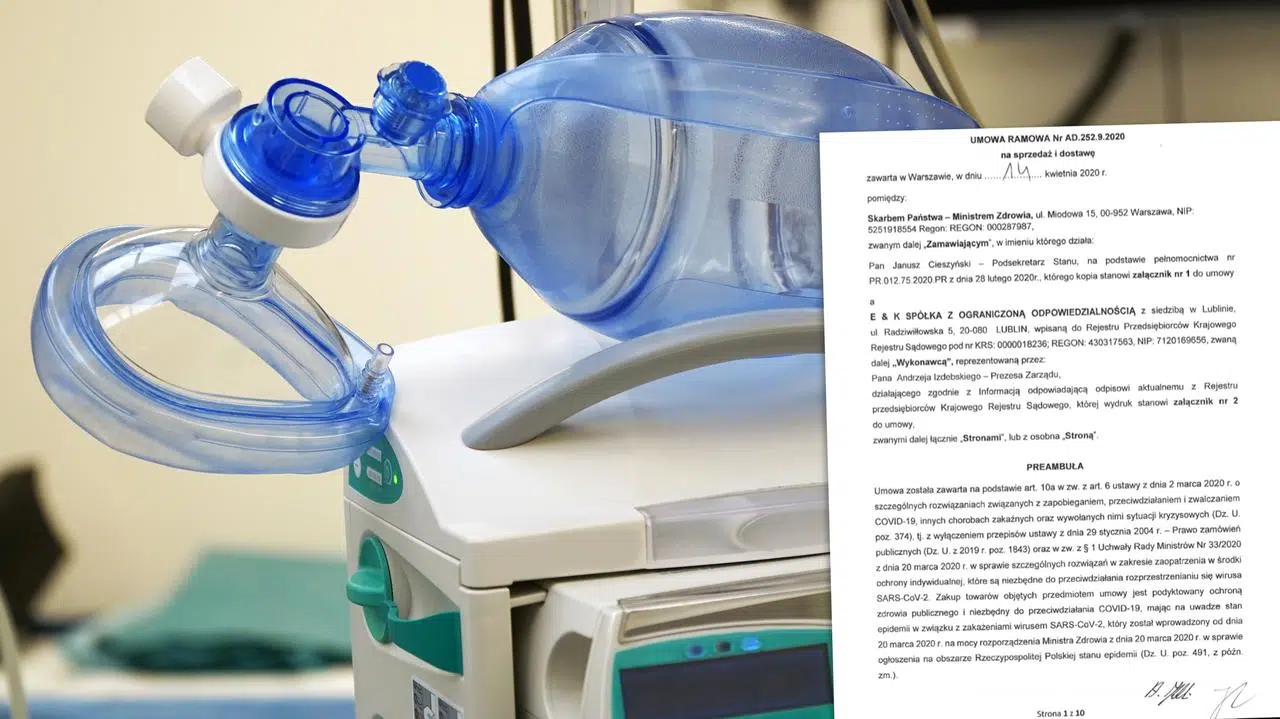 UMOWA RAMOWA Nr AD.252.9.2020
na sprzedaż i dostawę
zawarta w Warszawie, w dniu ......14.... kwietnia 2020 r.
pomiędzy:
Skarbem Państwa – Ministrem Zdrowia, ul. Miodowa 15, 00-952 Warszawa, NIP:
5251918554 Regon: REGON: 000287987,
zwanym dalej „Zamawiającym", w imieniu którego działa:
Pan Janusz Cieszyński – Podsekretarz Stanu, na podstawie pełnomocnictwa nr
PR.012.75.2020.PR z dnia 28 lutego 2020r., którego kopia stanowi załącznik nr 1 do umowy
a
E & K SPÓŁKA Z OGRANICZONĄ ODPOWIEDZIALNOŚCIĄ z siedzibą w Lublinie,
ul. Radziwiłłowska 5, 20-080 LUBLIN, wpisaną do Rejestru Przedsiębiorców Krajowego
Rejestru Sądowego pod nr KRS: 0000018236; REGON: 430317563, NIP: 7120169656, zwaną
dalej „Wykonawcą", reprezentowaną przez:
Pana Andrzeja Izdebskiego – Prezesa Zarządu,
działającego zgodnie z Informacją odpowiadającą odpisowi aktualnemu z Rejestru
przedsiębiorców Krajowego Rejestru Sądowego, której wydruk stanowi załącznik nr 2
do umowy,
zwanymi dalej łącznie „Stronami", lub z osobna „Stroną".
PREAMBUŁA
Umowa została zawarta na podstawie art. 10a w zw. z art. 6 ustawy z dnia 2 marca 2020 r. o
szczególnych rozwiązaniach związanych z zapobieganiem, przeciwdziałaniem i zwalczaniem
COVID-19, innych chorobach zakaźnych oraz wywołanych nimi sytuacji kryzysowych (Dz. U.
poz. 374), tj. z wyłączeniem przepisów ustawy z dnia 29 stycznia 2004 r. – Prawo zamówień
publicznych (Dz. U. z 2019 r. poz. 1843) oraz w zw. z § 1 Uchwały Rady Ministrów Nr 33/2020
z dnia 20 marca 2020 r. w sprawie szczególnych rozwiązań w zakresie zaopatrzenia w środki
ochrony indywidualnej, które są niezbędne do przeciwdziałania rozprzestrzenianiu się wirusa
SARS-CoV-2. Zakup towarów objętych przedmiotem umowy jest podyktowany ochroną
zdrowia publicznego i niezbędny do przeciwdziałania COVID-19, mając na uwadze stan
epidemii w związku z zakażeniami wirusem SARS-CoV-2, który został wprowadzony od dnia
20 marca 2020 r. na mocy rozporządzenia Ministra Zdrowia z dnia 20 marca 2020 r. w sprawie
ogłoszenia na obszarze Rzeczypospolitej Polskiej stanu epidemii (Dz. U. poz. 491, z późn.
zm.).
Strona 1 z 10